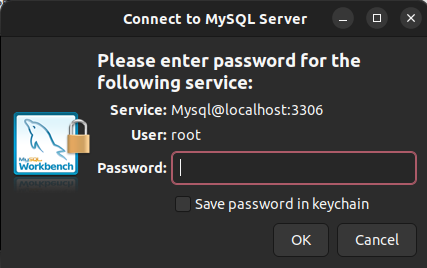 Connect to MySQL Server
Please enter password for the
following service:
Service: Mysql@localhost:3306
User: root
MySQL
Workbench
Password:
Save password in keychain
OK Cancel